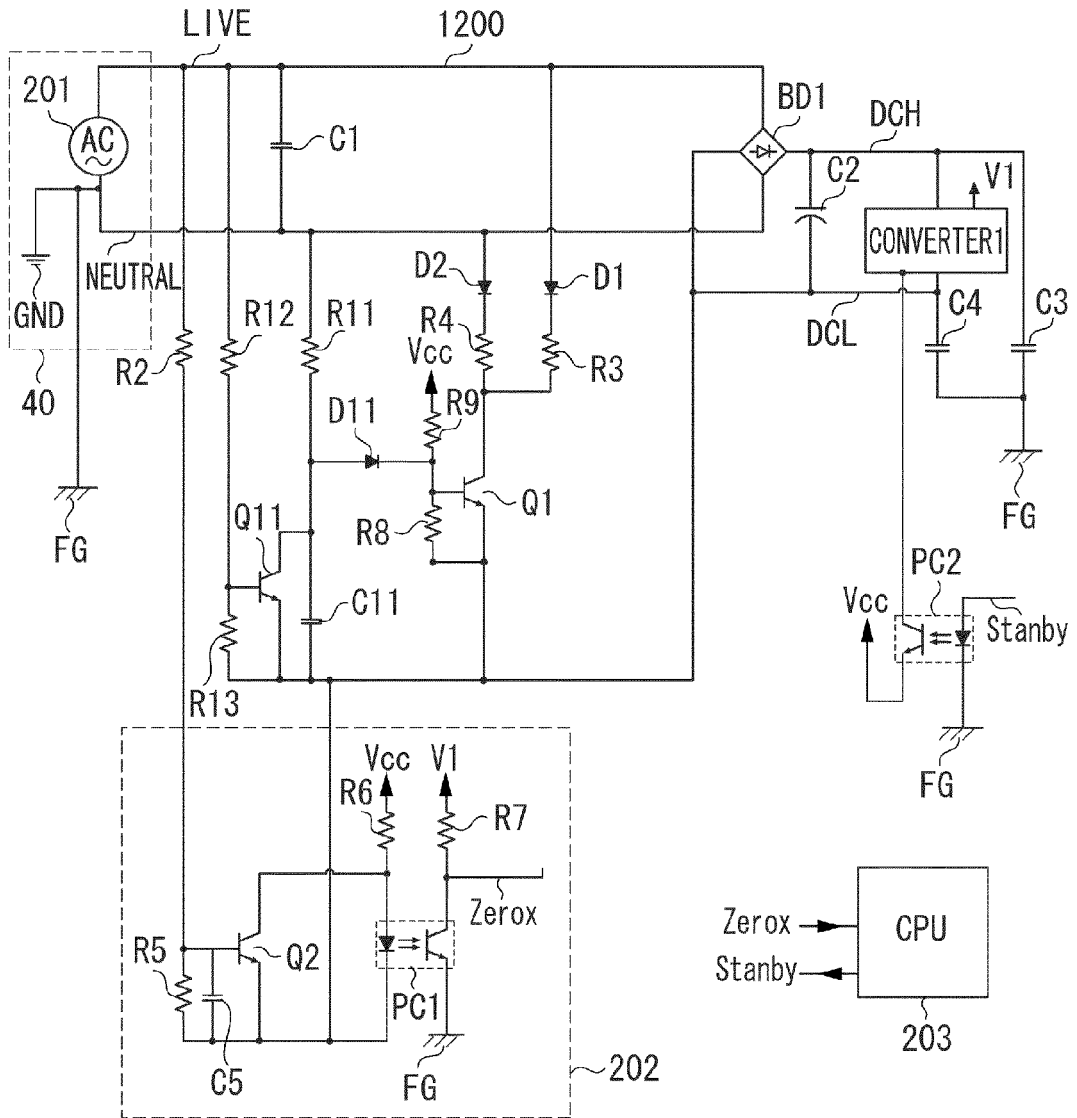 LIVE
1200
201
AC
C1
BD1
DCH
C2
V1
CONVERTER1
NEUTRAL
GND
40
R2
R12
R11
D2
D1
R4
Vcc
R3
R9
D11
DCL
C4
C3
FG
Q11
R8
Q1
C11
R13
FG
PC2
Vcc
Stanby
FG
Vcc
V1
R6
R7
Zerox
R5
Q2
PC1
C5
FG
202
Zerox
Stanby
CPU
203